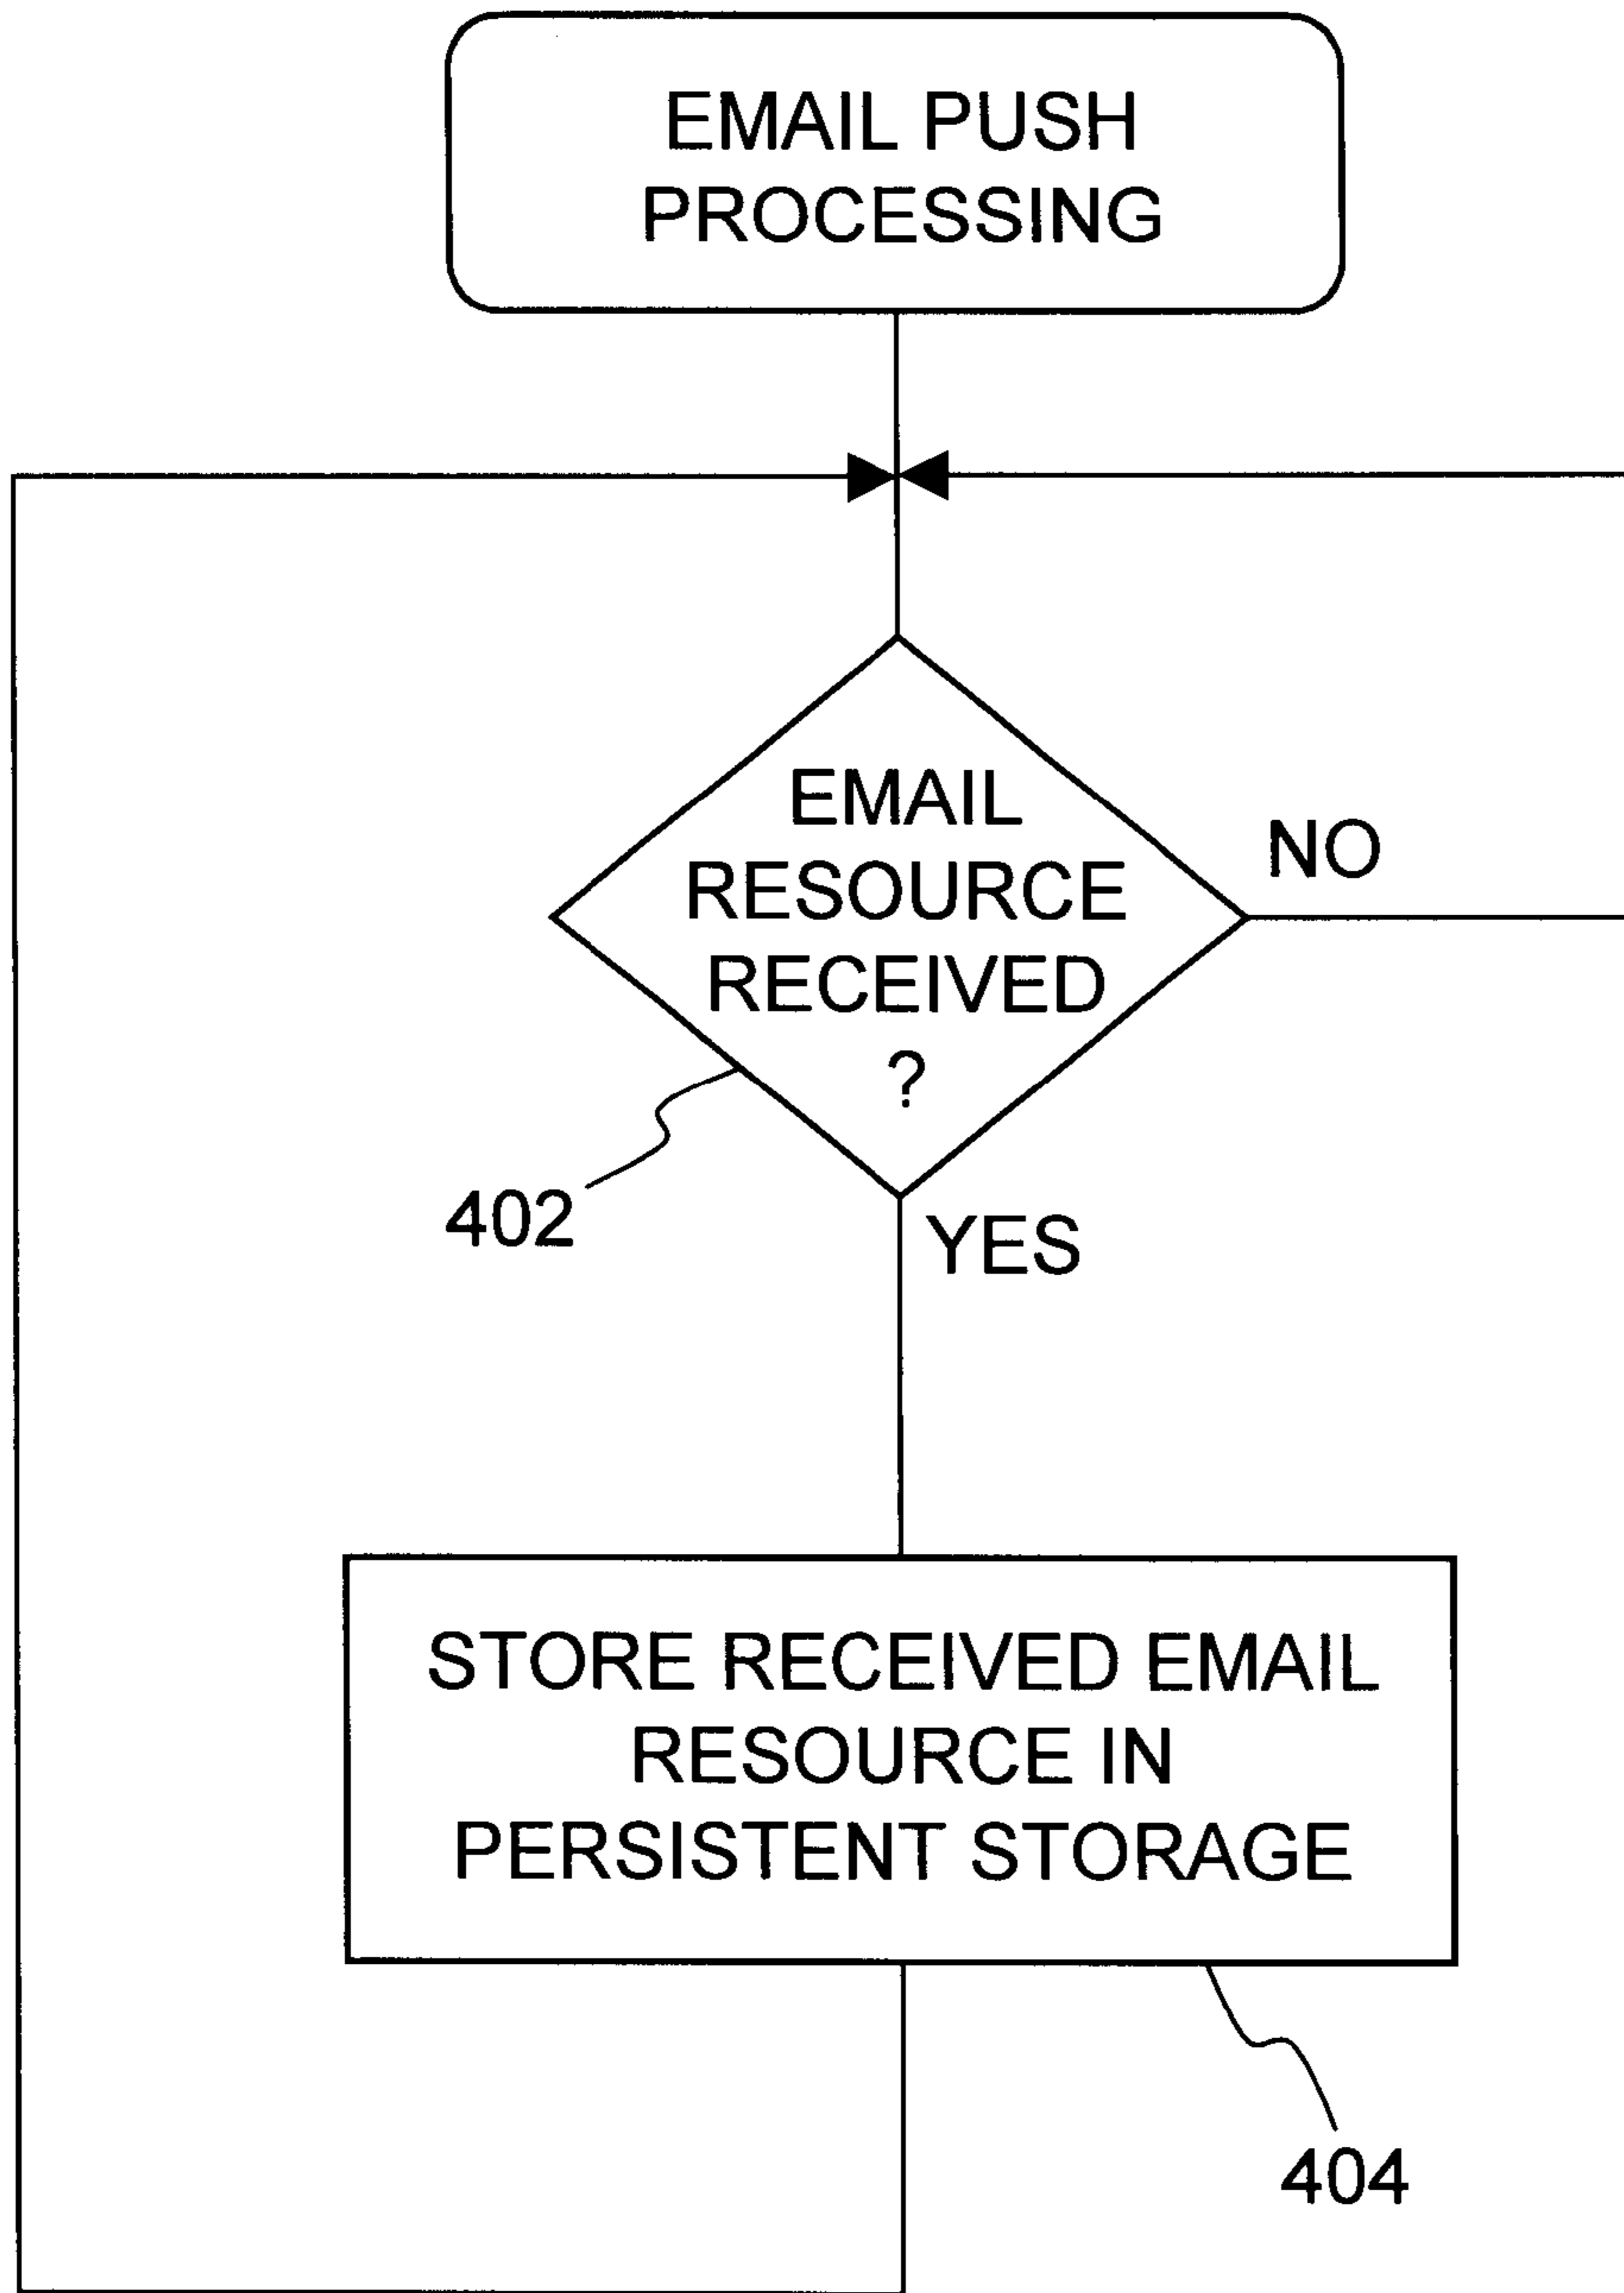 EMAIL PUSH
PROCESSING
EMAIL
RESOURCE
RECEIVED
?
NO
402
YES
STORE RECEIVED EMAIL
RESOURCE IN
PERSISTENT STORAGE
404